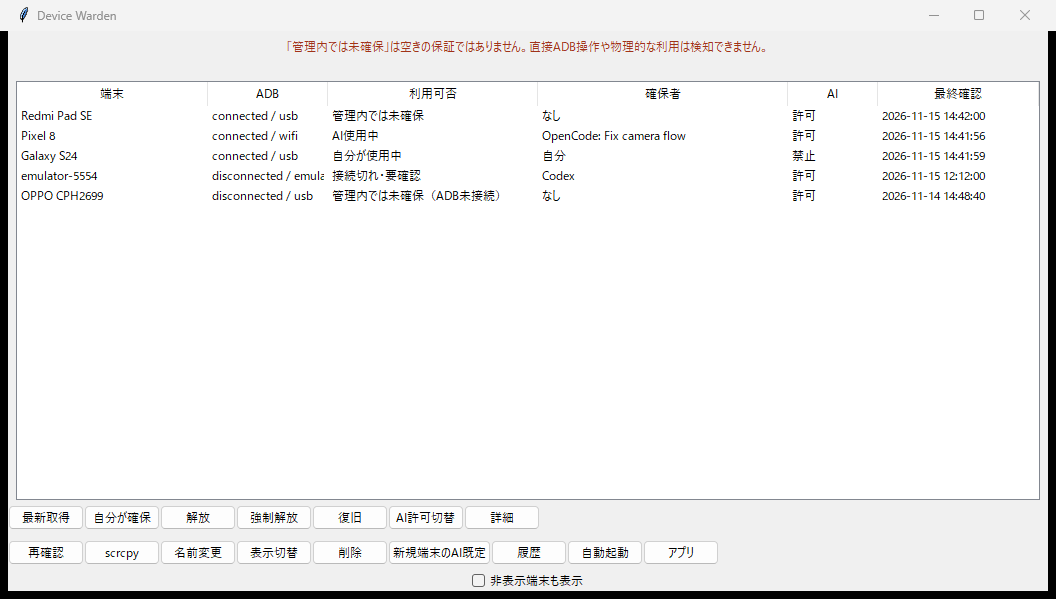 Device Warden
「管理内では未確保」は空きの保証ではありません。直接ADB操作や物理的な利用は検知できません。
端末 ADB 利用可否 確保者 AI 最終確認
Redmi Pad SE connected / usb 管理内では未確保 なし 許可 2026-11-15 14:42:00
Pixel 8 connected / wifi AI使用中 OpenCode: Fix camera flow 許可 2026-11-15 14:41:56
Galaxy S24 connected / usb 自分が使用中 自分 禁止 2026-11-15 14:41:59
emulator-5554 disconnected / emula 接続切れ・要確認 Codex 許可 2026-11-15 12:12:00
OPPO CPH2699 disconnected / usb 管理内では未確保（ADB未接続） なし 許可 2026-11-14 14:48:40
最新取得 自分が確保 解放 強制解放 復旧 AI許可切替 詳細
再確認 scrcpy 名前変更 表示切替 削除 新規端末のAI既定 履歴 自動起動 アプリ
非表示端末も表示